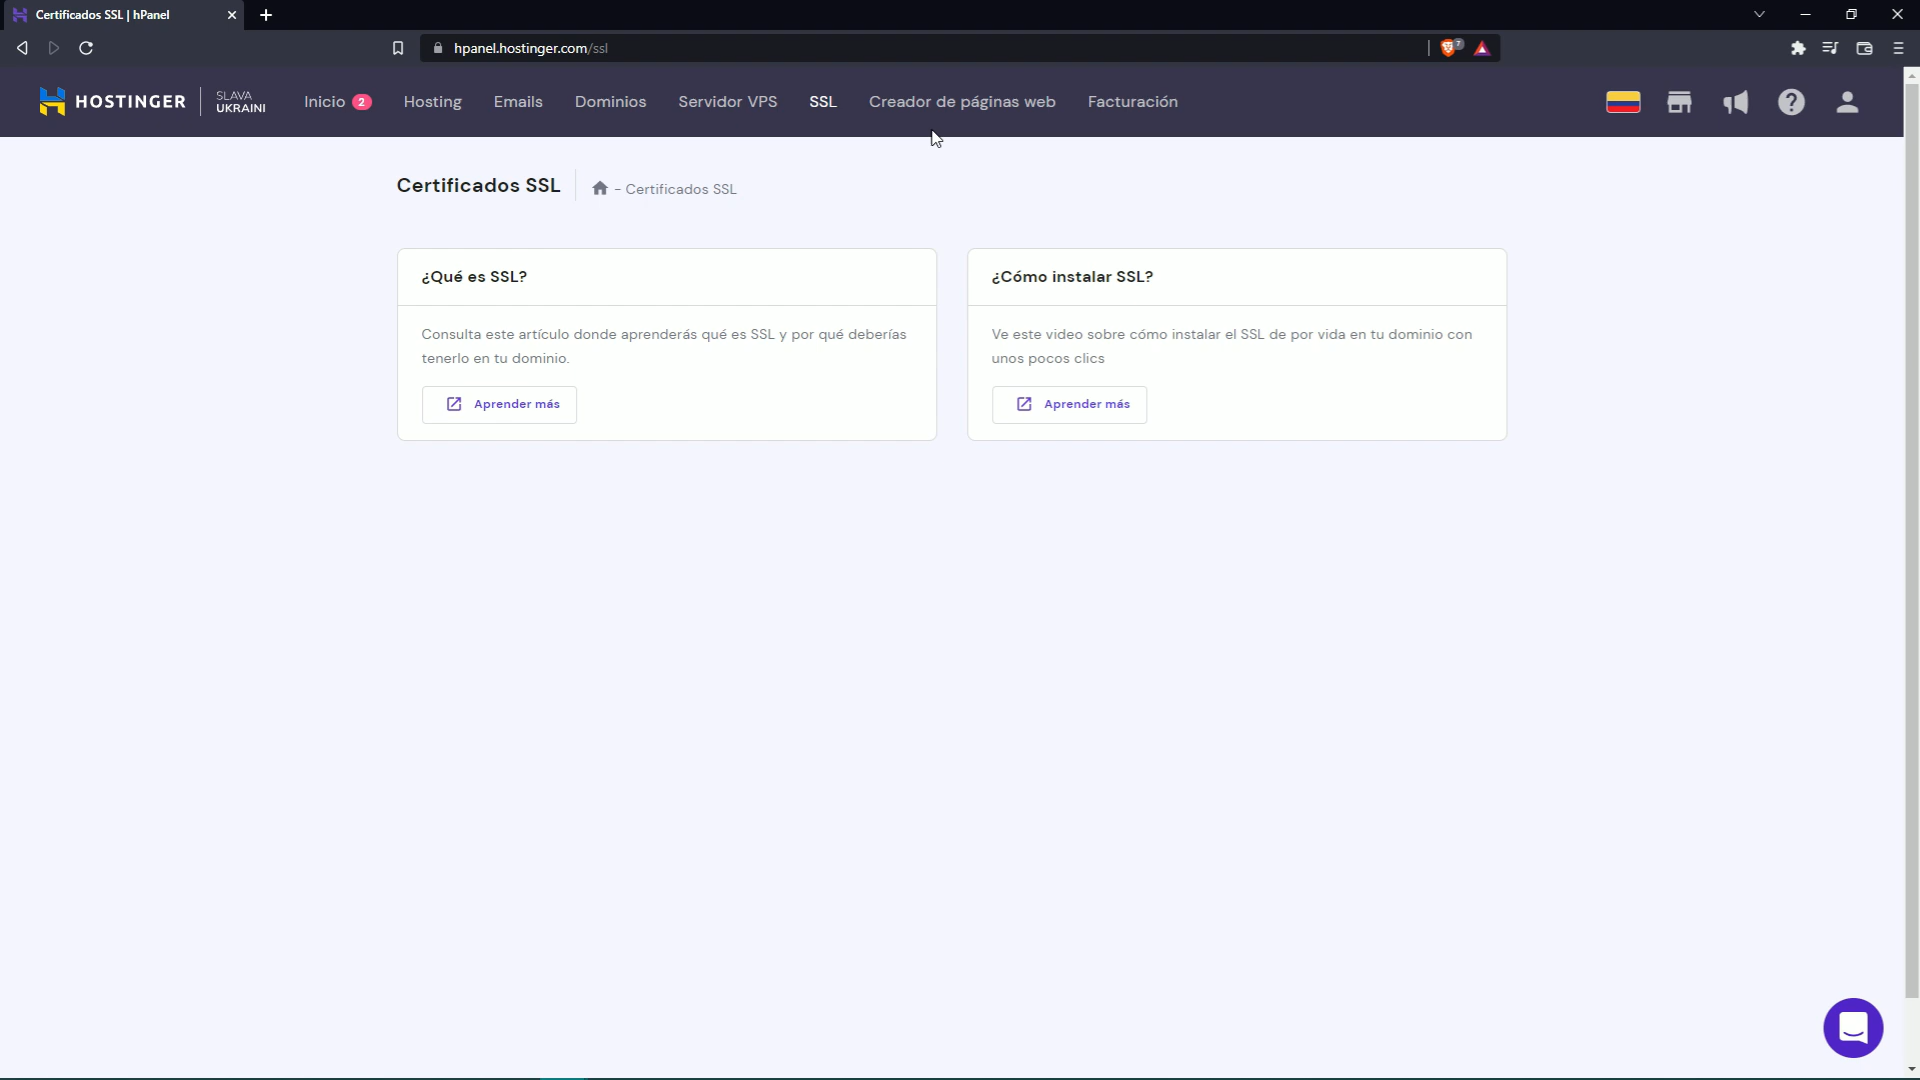 Certificados SSL | hPanel
hpanel.hostinger.com/ssl
7
HOSTINGER
SLAVA
UKRAINI
Inicio 2
Hosting
Emails
Dominios
Servidor VPS
SSL
Creador de páginas web
Facturación
Certificados SSL
- Certificados SSL
¿Qué es SSL?
Consulta este artículo donde aprenderás qué es SSL y por qué deberías
tenerlo en tu dominio.
Aprender más
¿Cómo instalar SSL?
Ve este video sobre cómo instalar el SSL de por vida en tu dominio con
unos pocos clics
Aprender más